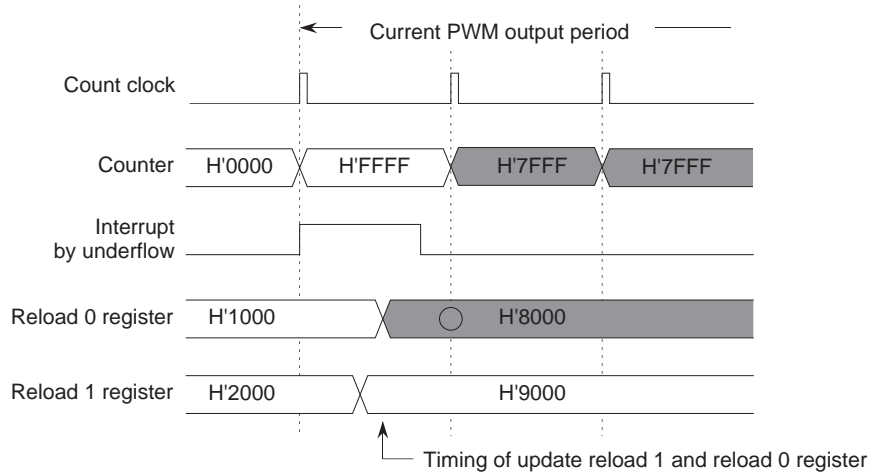 Current PWM output period
Count clock
Counter H'0000 H'FFFF H'7FFF H'7FFF
Interrupt
by underflow
Reload 0 register H'1000 H'8000
Reload 1 register H'2000 H'9000
Timing of update reload 1 and reload 0 register